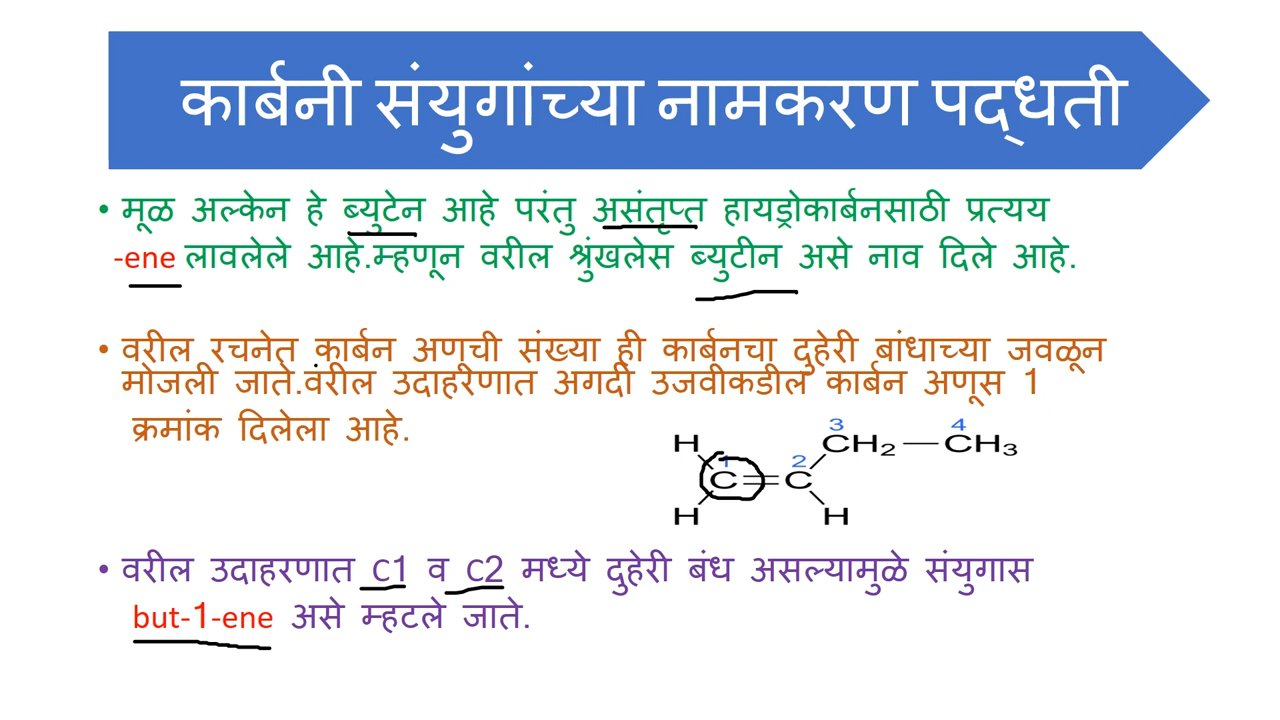 कार्बनी संयुगांच्या नामकरण पद्धती
• मूळ अल्केन हे ब्युटेन आहे परंतु असंतृप्त हायड्रोकार्बनसाठी प्रत्यय
-ene लावलेले आहे.म्हणून वरील श्रुंखलेस ब्युटीन असे नाव दिले आहे.
• वरील रचनेत कार्बन अणूची संख्या ही कार्बनचा दुहेरी बांधाच्या जवळून
मोजली जाते.वरील उदाहरणात अगदी उजवीकडील कार्बन अणूस 1
क्रमांक दिलेला आहे.
3 4
H CH2 — CH3
1 2
C = C
H H
• वरील उदाहरणात C1 व C2 मध्ये दुहेरी बंध असल्यामुळे संयुगास
but-1-ene असे म्हटले जाते.